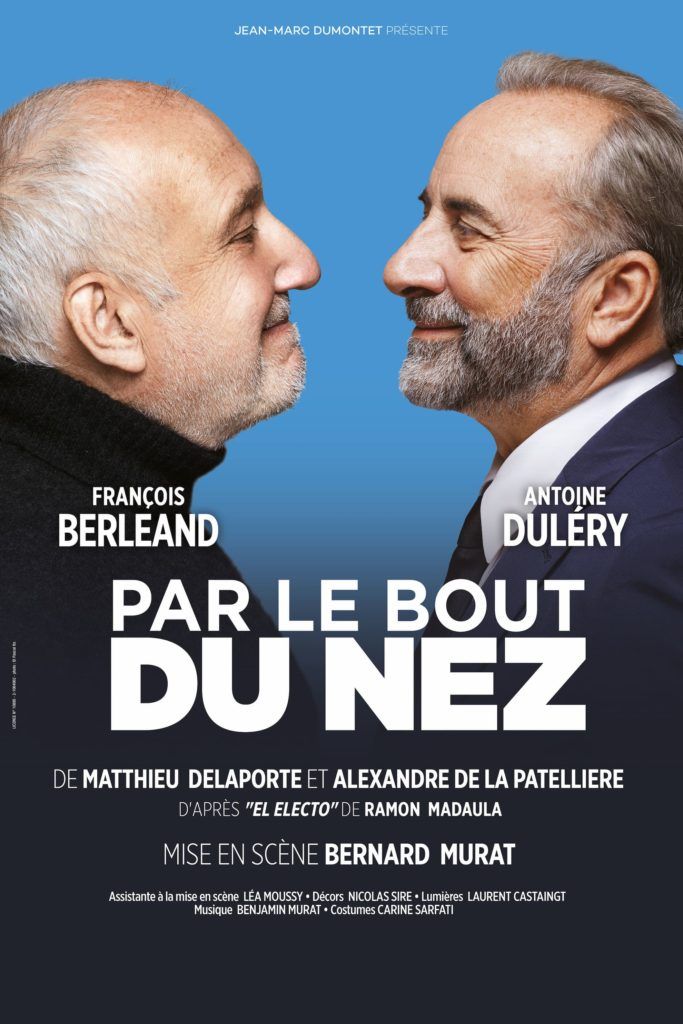 JEAN-MARC DUMONTET PRÉSENTE
FRANÇOIS
BERLEAND
ANTOINE
DULÉRY
PAR LE BOUT
DU NEZ
DE MATTHIEU DELAPORTE ET ALEXANDRE DE LA PATELLIERE
D'APRÈS "EL ELECTO" DE RAMON MADAULA
MISE EN SCÈNE BERNARD MURAT
Assistante à la mise en scène LÉA MOUSSY • Décors NICOLAS SIRE • Lumières LAURENT CASTAINGT
Musique BENJAMIN MURAT • Costumes CARINE SARFATI